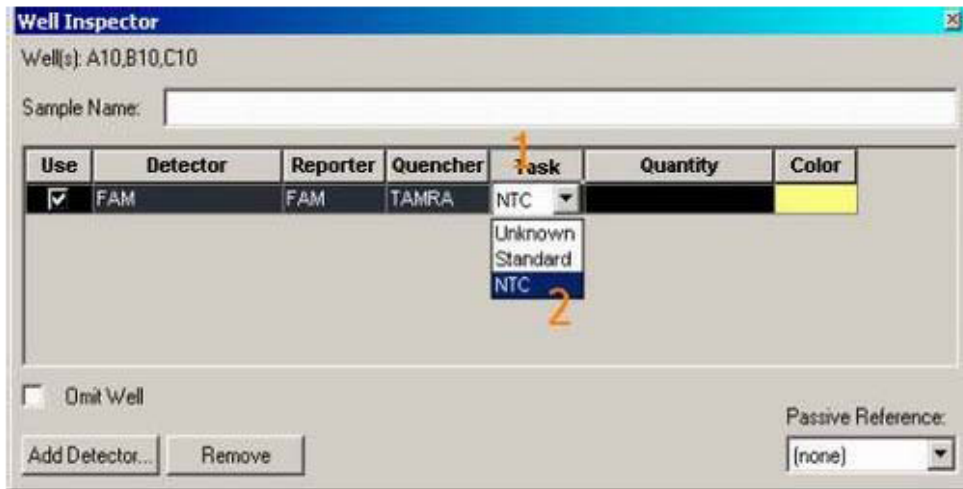 Well Inspector
Well(s): A10,B10,C10
Sample Name:
1
Use Detector Reporter Quencher Task Quantity Color
FAM FAM TAMRA NTC
Unknown
Standard
NTC
2
Omit Well
Passive Reference:
Add Detector... Remove (none)